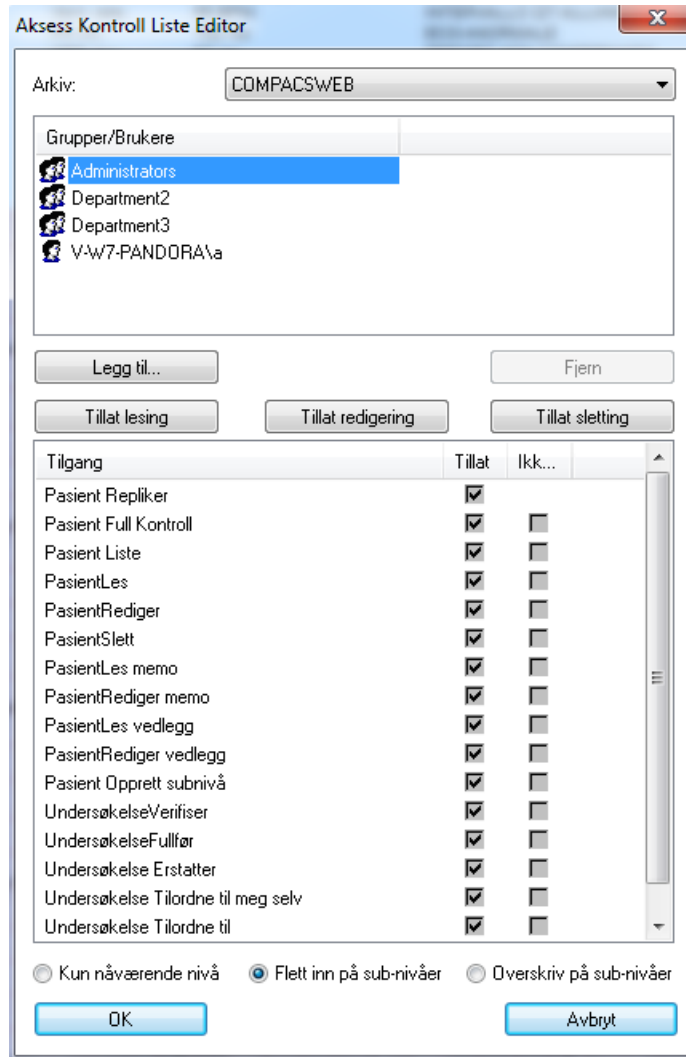 Aksess Kontroll Liste Editor
Arkiv: COMPACSWEB
Grupper/Brukere
Administrators
Department2
Department3
V-W7-PANDORA\a
Legg til... Fjern
Tillat lesing Tillat redigering Tillat sletting
Tilgang Tillat Ikk...
Pasient Repliker
Pasient Full Kontroll
Pasient Liste
PasientLes
PasientRediger
PasientSlett
PasientLes memo
PasientRediger memo
PasientLes vedlegg
PasientRediger vedlegg
Pasient Opprett subnivå
UndersøkelseVerifiser
UndersøkelseFullfør
Undersøkelse Erstatter
Undersøkelse Tilordne til meg selv
Undersøkelse Tilordne til
Kun nåværende nivå Flett inn på sub-nivåer Overskriv på sub-nivåer
OK Avbryt